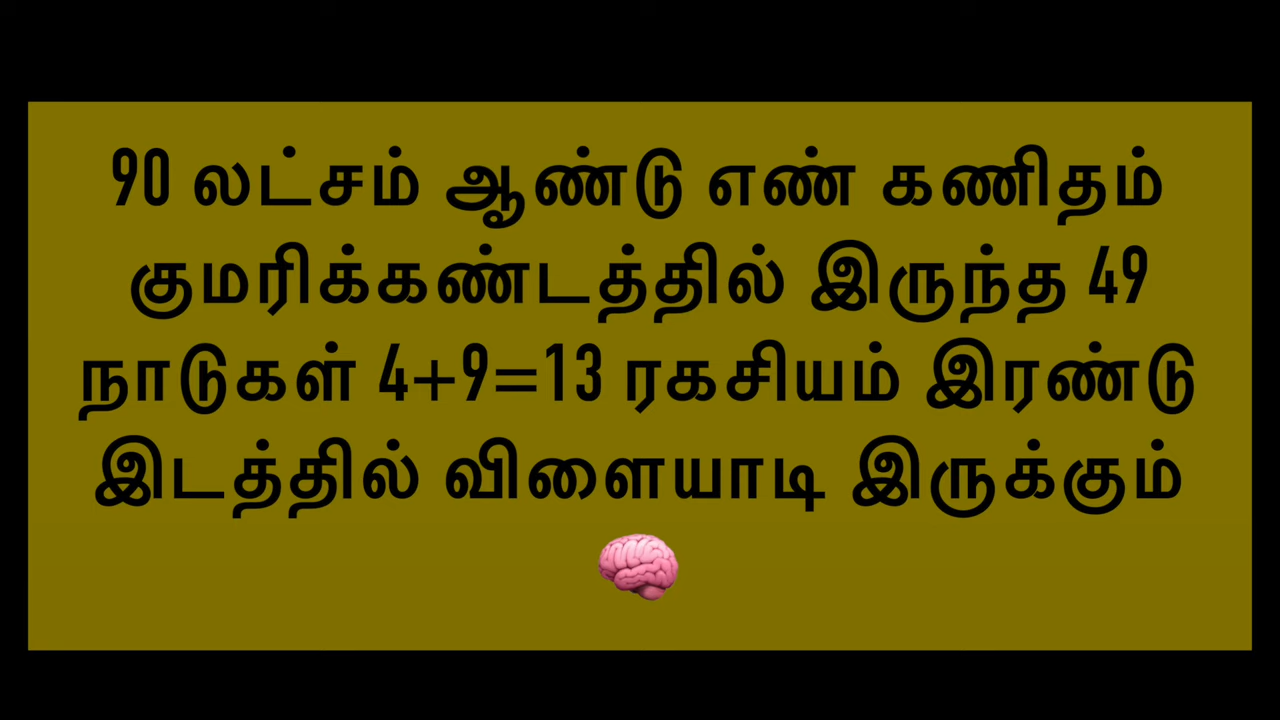 90 லட்சம் ஆண்டு எண் கணிதம்
குமரிக்கண்டத்தில் இருந்த 49
நாடுகள் 4+9=13 ரகசியம் இரண்டு
இடத்தில் விளையாடி இருக்கும்
🧠